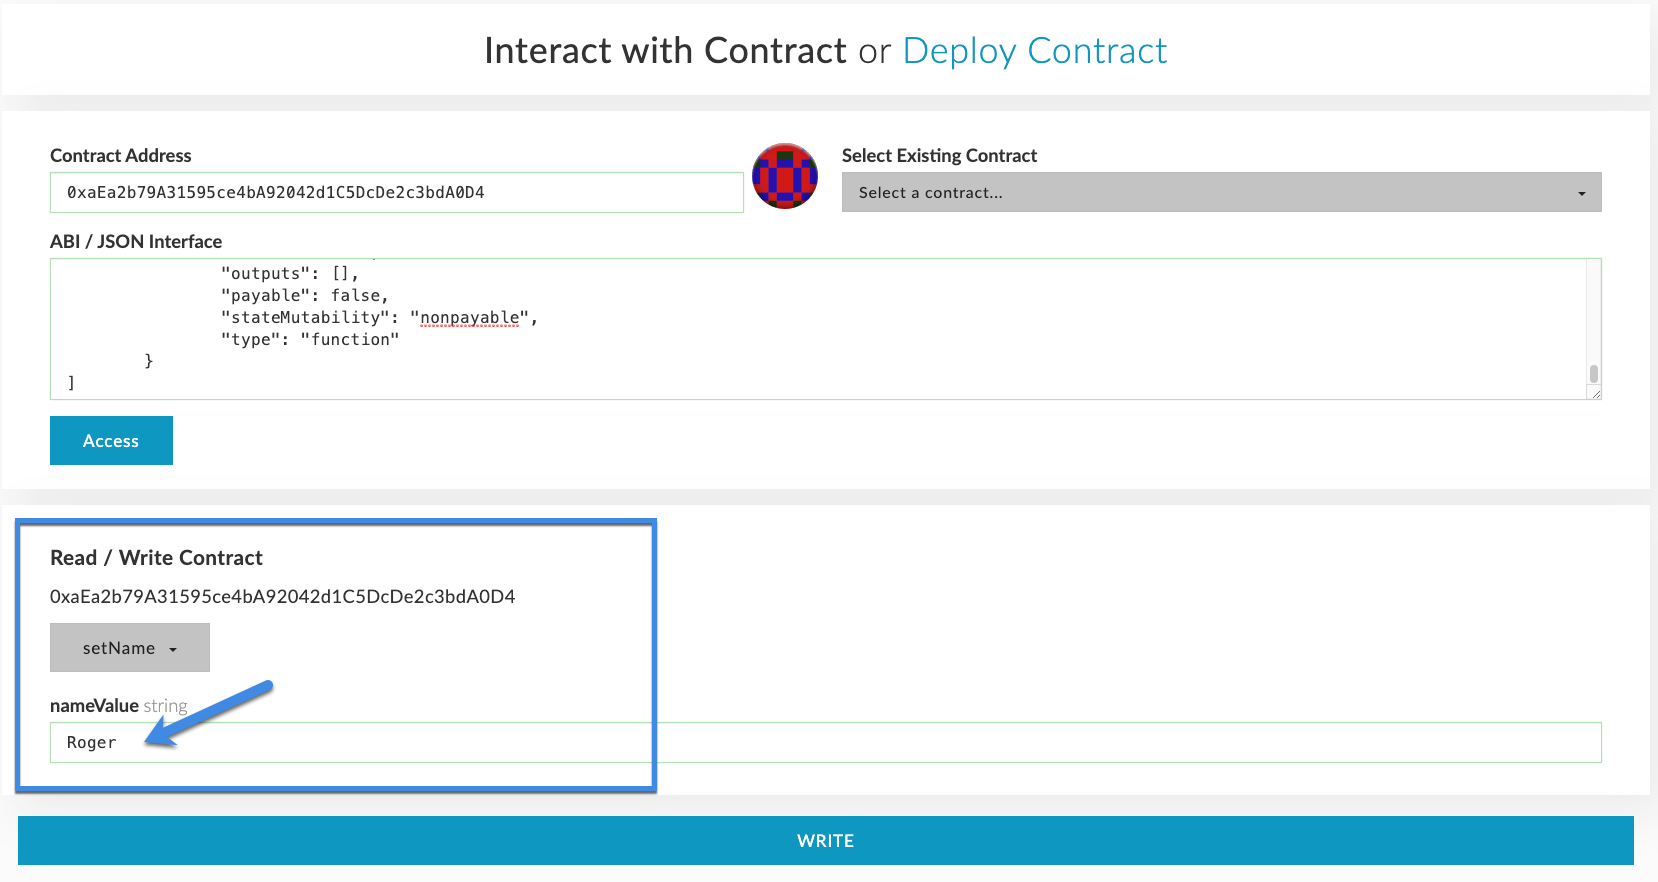 Interact with Contract or Deploy Contract
Contract Address
0xaEa2b79A31595ce4bA92042d1C5DcDe2c3bdA0D4
Select Existing Contract
Select a contract...
ABI / JSON Interface
"outputs": [],
"payable": false,
"stateMutability": "nonpayable",
"type": "function"
}
]
Access
Read / Write Contract
0xaEa2b79A31595ce4bA92042d1C5DcDe2c3bdA0D4
setName
nameValue string
Roger
WRITE